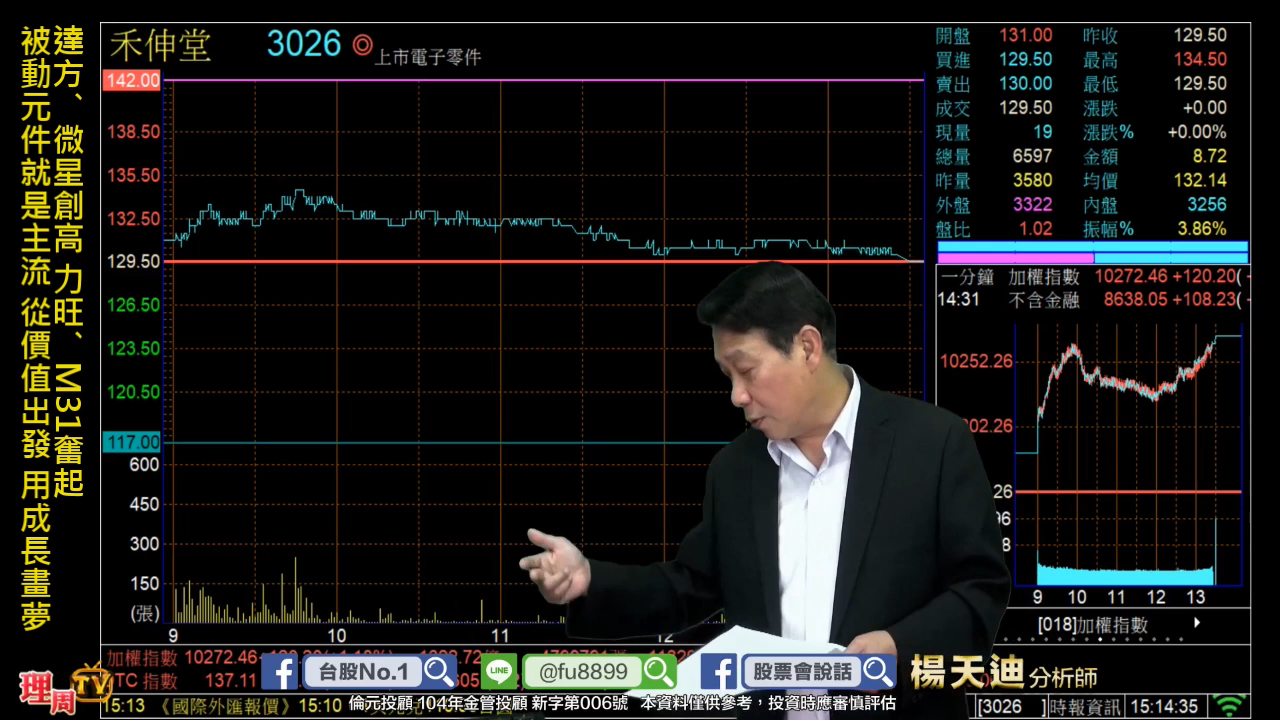 達方、微星創高 力旺、M31奮起
被動元件就是主流 從價值出發 用成長畫夢
禾伸堂 3026 ◎上市電子零件
142.00
138.50
135.50
132.50
129.50
126.50
123.50
120.50
117.00
600
450
300
150
(張)
9 10 11 12
開盤 131.00 昨收 129.50
買進 129.50 最高 134.50
賣出 130.00 最低 129.50
成交 129.50 漲跌 +0.00
現量 19 漲跌% +0.00%
總量 6597 金額 8.72
昨量 3580 均價 132.14
外盤 3322 內盤 3256
盤比 1.02 振幅% 3.86%
一分鐘 加權指數 10272.46 +120.20(
14:31 不含金融 8638.05 +108.23(
10252.26
9 10 11 12 13
[018]加權指數
加權指數 10272.46
137.11
台股No.1
LINE
@fu8899
股票會說話
楊天迪 分析師
理周TV
15:13 《國際外匯報價》 15:10
倫元投顧 104年金管投顧 新字第006號 本資料僅供參考，投資時應審慎評估
[3026 ] 時報資訊 15:14:35